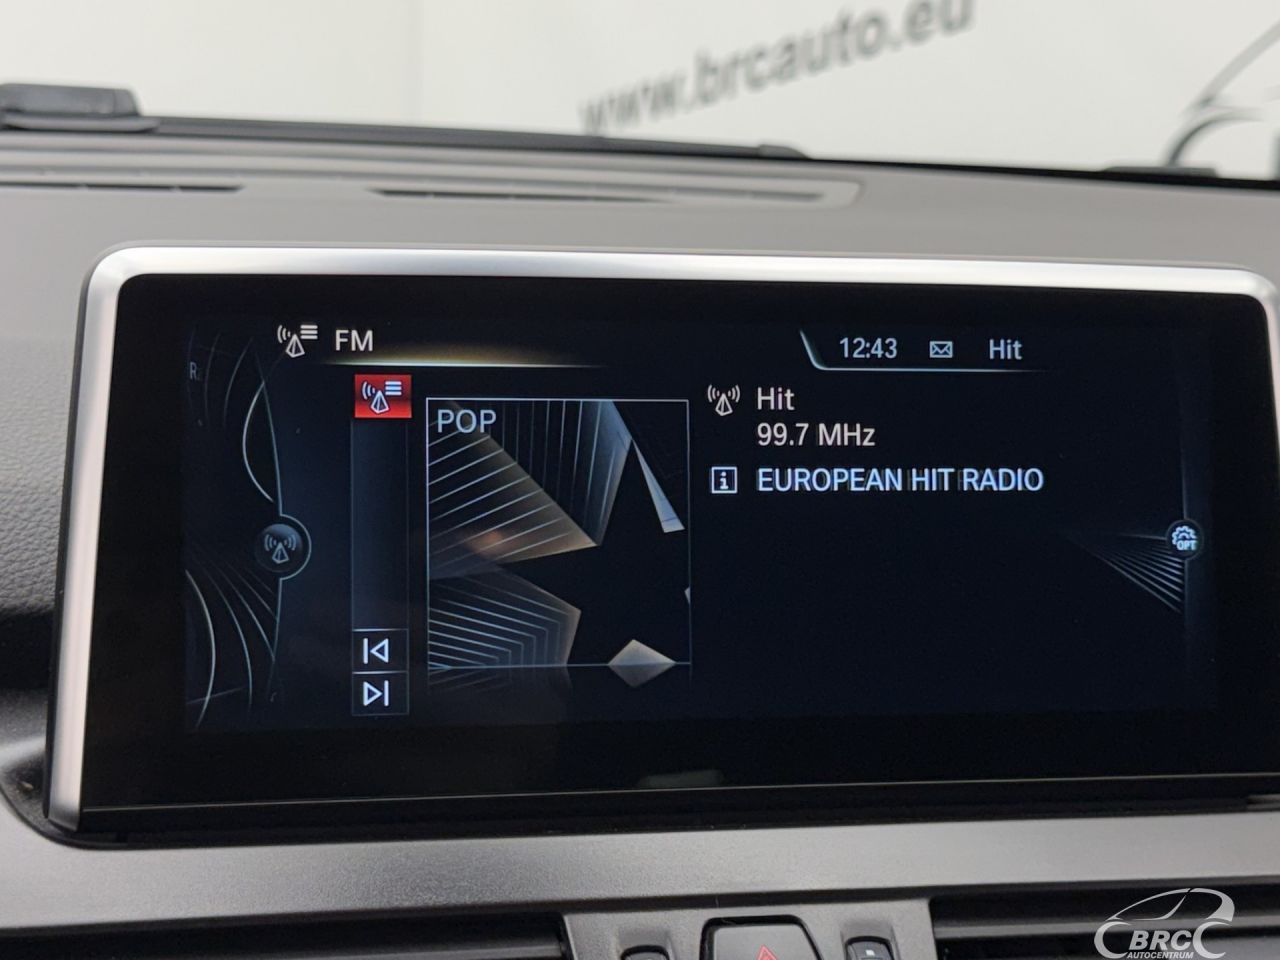 www.brcauto.eu
FM
12:43 Hit
POP
Hit
99.7 MHz
EUROPEAN HIT RADIO
OPT
BRC
AUTOCENTRUM